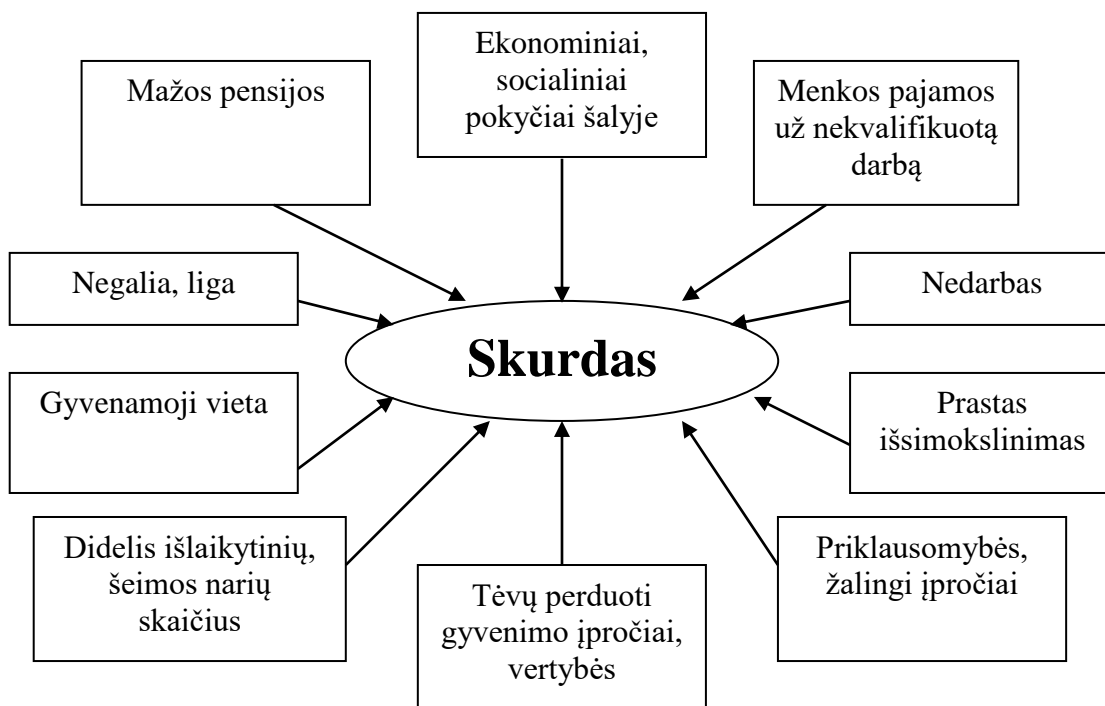 Ekonominiai,
socialiniai
pokyčiai šalyje
Mažos pensijos
Menkos pajamos
už nekvalifikuotą
darbą
Negalia, liga
Nedarbas
Skurdas
Gyvenamoji vieta
Prastas
išsimokslinimas
Didelis išlaikytinių,
šeimos narių
skaičius
Tėvų perduoti
gyvenimo įpročiai,
vertybės
Priklausomybės,
žalingi įpročiai